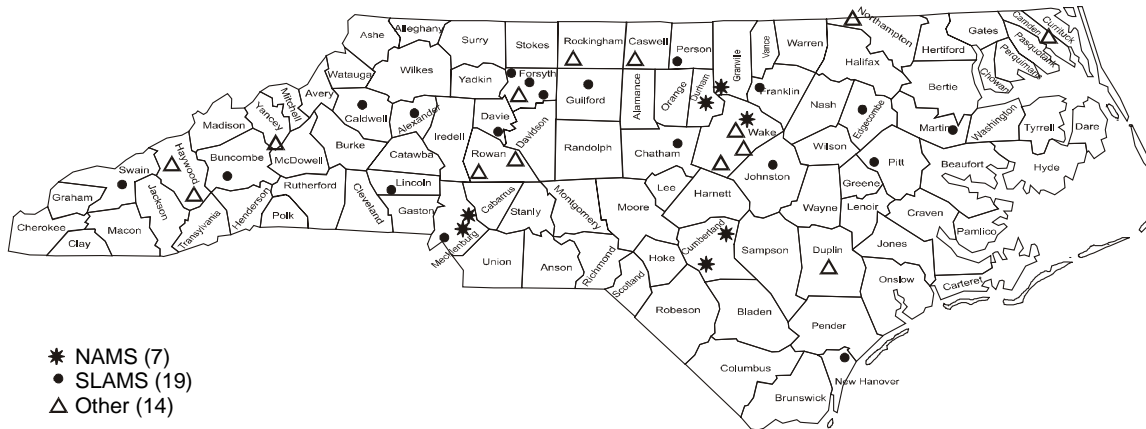 Ashe
Alleghany
Surry
Stokes
Rockingham
Caswell
Person
Granville
Vance
Warren
Northampton
Gates
Camden
Currituck
Pasquotank
Perquimans
Chowan
Hertford
Halifax
Bertie
Watauga
Wilkes
Yadkin
Forsyth
Guilford
Alamance
Orange
Durham
Franklin
Nash
Edgecombe
Martin
Washington
Tyrrell
Dare
Mitchell
Avery
Yancey
Caldwell
Alexander
Iredell
Davie
Davidson
Randolph
Chatham
Wake
Wilson
Pitt
Beaufort
Hyde
Madison
Haywood
Buncombe
McDowell
Burke
Catawba
Rowan
Johnston
Greene
Swain
Graham
Jackson
Cherokee
Macon
Clay
Transylvania
Henderson
Rutherford
Polk
Cleveland
Lincoln
Gaston
Mecklenburg
Cabarrus
Stanly
Montgomery
Moore
Lee
Harnett
Wayne
Lenoir
Craven
Pamlico
Jones
Carteret
Onslow
Duplin
Sampson
Cumberland
Hoke
Scotland
Richmond
Anson
Union
Robeson
Bladen
Pender
Columbus
Brunswick
New Hanover
NAMS (7)
SLAMS (19)
Other (14)